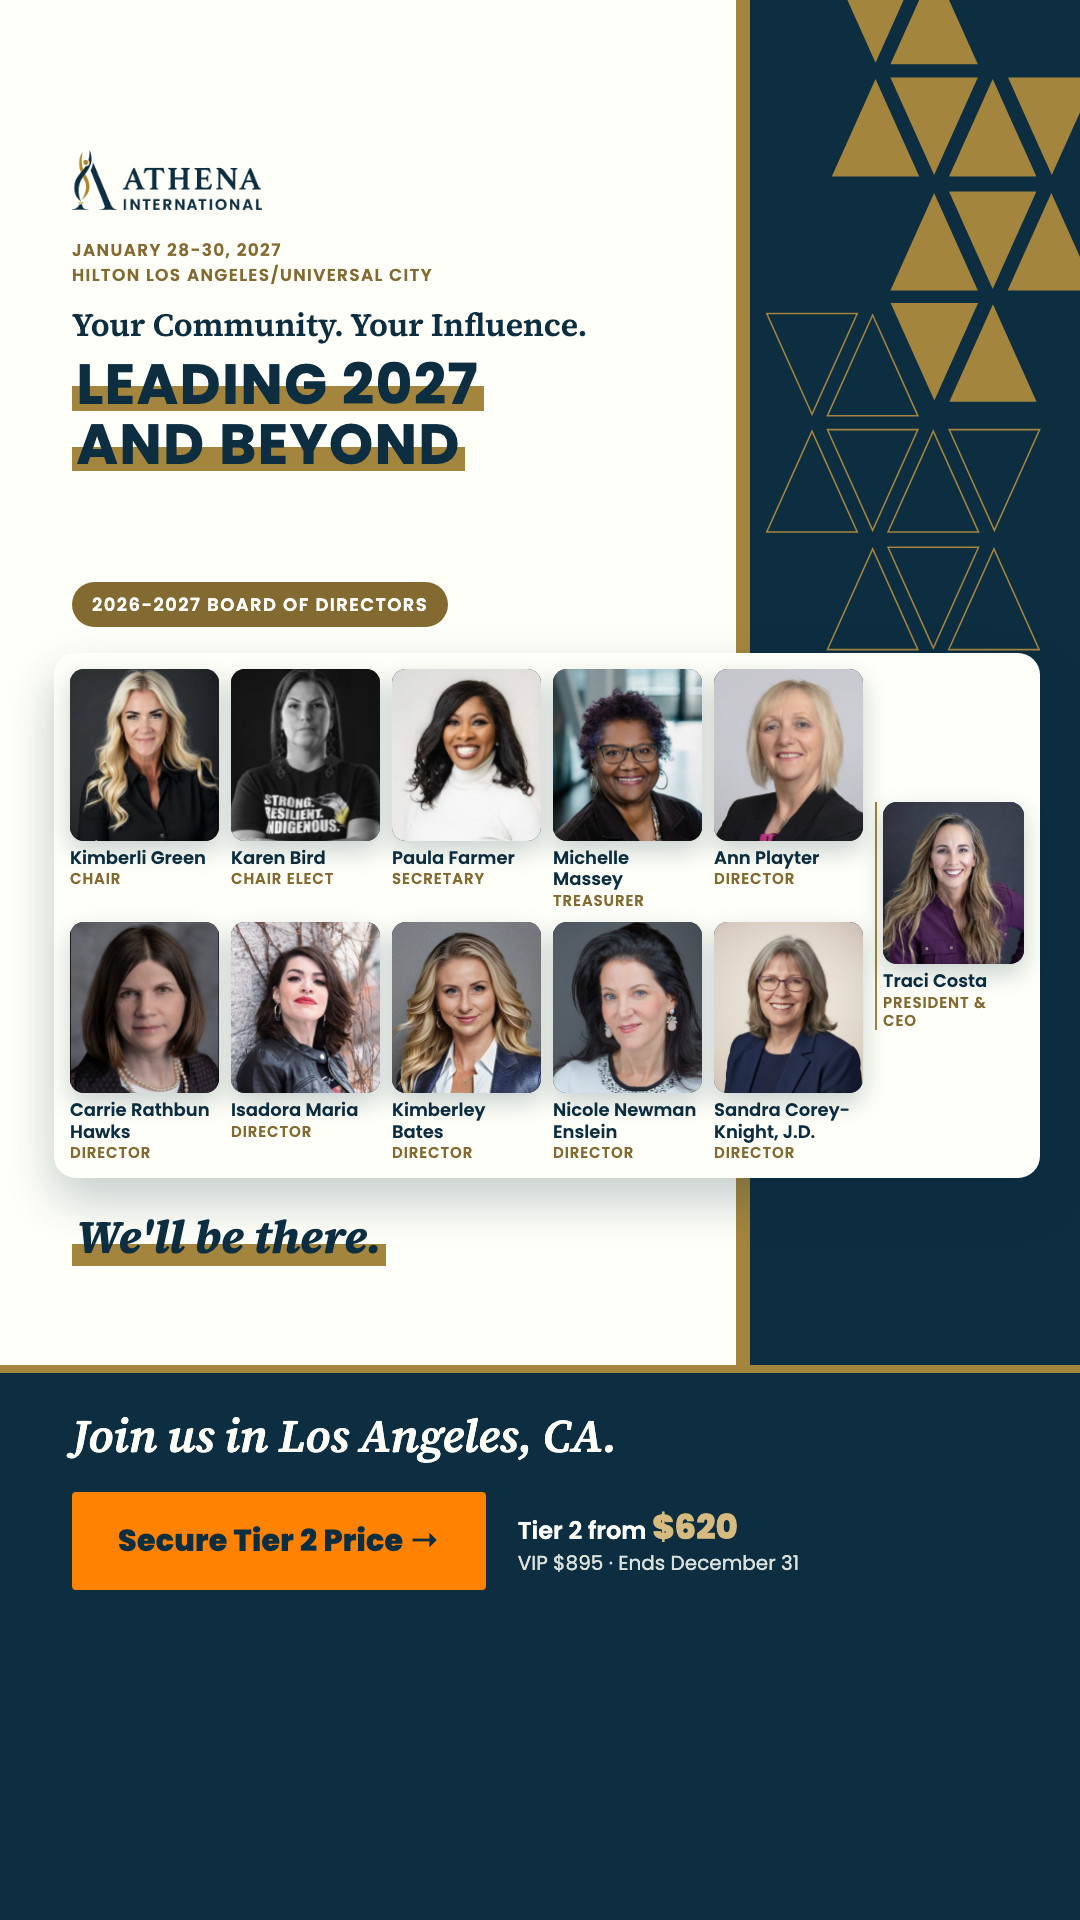 ATHENA
INTERNATIONAL
JANUARY 28-30, 2027
HILTON LOS ANGELES/UNIVERSAL CITY
Your Community. Your Influence.
LEADING 2027
AND BEYOND
2026-2027 BOARD OF DIRECTORS
STRONG.
RESILIENT.
INDIGENOUS.
Kimberli Green
CHAIR
Karen Bird
CHAIR ELECT
Paula Farmer
SECRETARY
Michelle
Massey
TREASURER
Ann Playter
DIRECTOR
Traci Costa
PRESIDENT &
CEO
Carrie Rathbun
Hawks
DIRECTOR
Isadora Maria
DIRECTOR
Kimberley
Bates
DIRECTOR
Nicole Newman
Enslein
DIRECTOR
Sandra Corey-
Knight, J.D.
DIRECTOR
We'll be there.
Join us in Los Angeles, CA.
Secure Tier 2 Price →
Tier 2 from $620
VIP $895 · Ends December 31